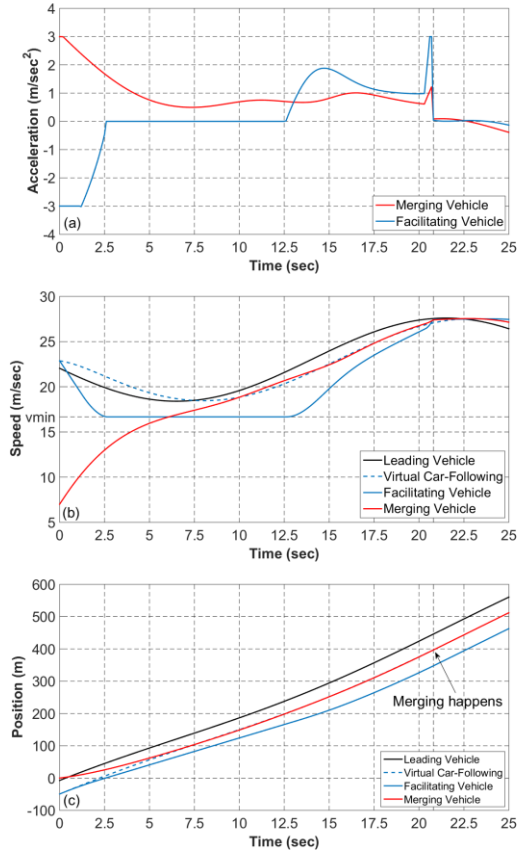 4
3
2
1
0
-1
-2
-3
-4
Acceleration (m/sec²)
(a)
Merging Vehicle
Facilitating Vehicle
0 2.5 5 7.5 10 12.5 15 17.5 20 22.5 25
Time (sec)
30
25
20
vmin
15
10
5
Speed (m/sec)
(b)
Leading Vehicle
Virtual Car-Following
Facilitating Vehicle
Merging Vehicle
0 2.5 5 7.5 10 12.5 15 17.5 20 22.5 25
Time (sec)
600
500
400
300
200
100
0
-100
Position (m)
Merging happens
(c)
Leading Vehicle
Virtual Car-Following
Facilitating Vehicle
Merging Vehicle
0 2.5 5 7.5 10 12.5 15 17.5 20 22.5 25
Time (sec)